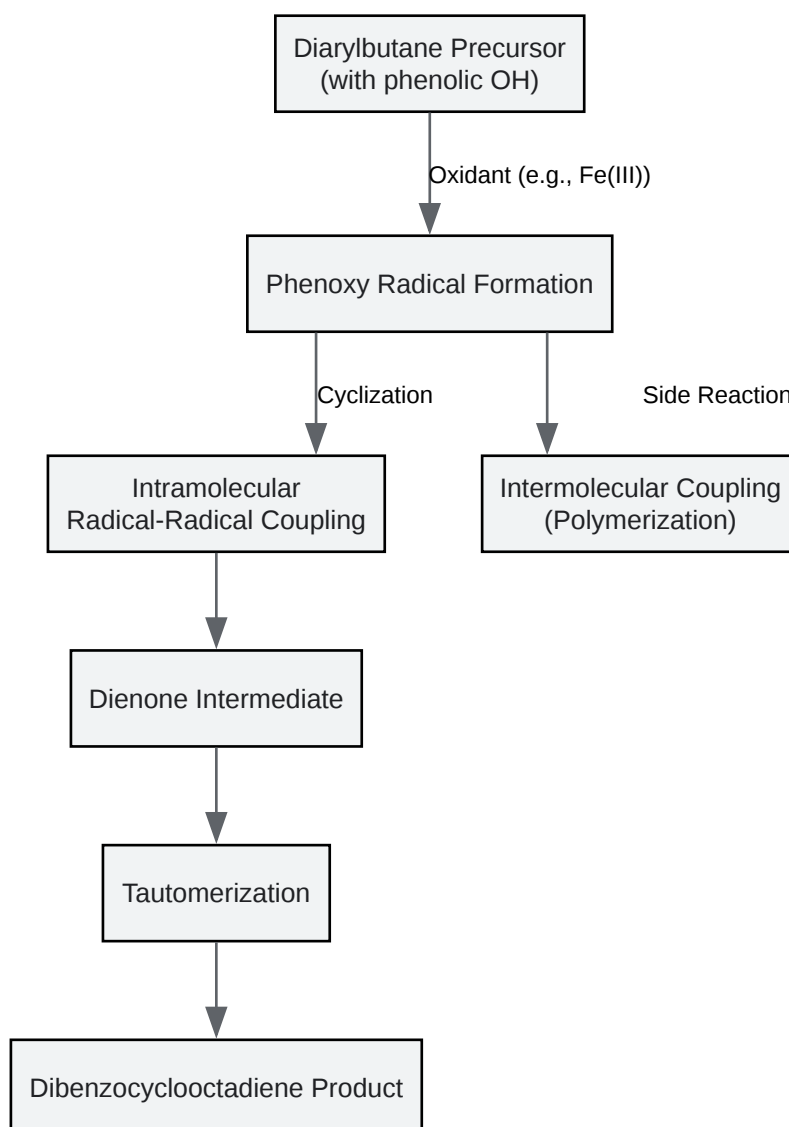 Diarylbutane Precursor
(with phenolic OH)
Oxidant (e.g., Fe(III))
Phenoxy Radical Formation
Cyclization
Side Reaction
Intramolecular
Radical-Radical Coupling
Intermolecular Coupling
(Polymerization)
Dienone Intermediate
Tautomerization
Dibenzocyclooctadiene Product